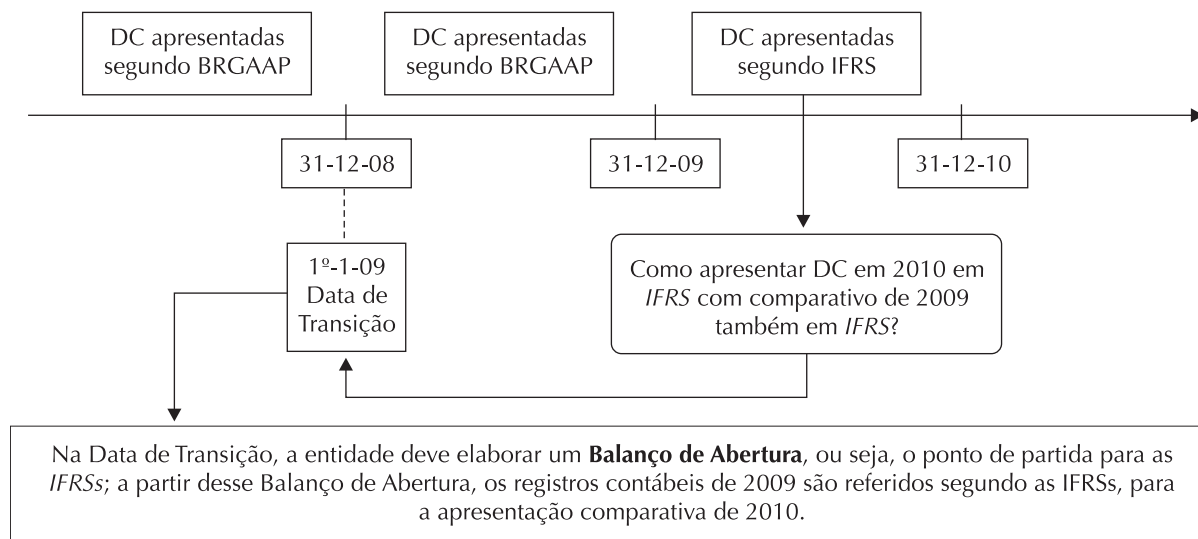 DC apresentadas
segundo BRGAAP
DC apresentadas
segundo BRGAAP
DC apresentadas
segundo IFRS
31-12-08
31-12-09
31-12-10
1º-1-09
Data de
Transição
Como apresentar DC em 2010 em
IFRS com comparativo de 2009
também em IFRS?
Na Data de Transição, a entidade deve elaborar um Balanço de Abertura, ou seja, o ponto de partida para as
IFRSs; a partir desse Balanço de Abertura, os registros contábeis de 2009 são referidos segundo as IFRSs, para
a apresentação comparativa de 2010.